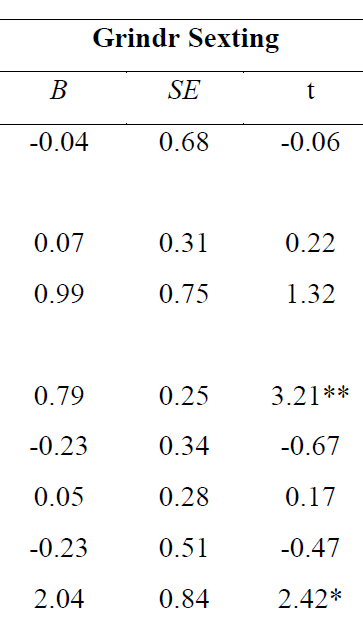 Grindr Sexting
B SE t
-0.04 0.68 -0.06
0.07 0.31 0.22
0.99 0.75 1.32
0.79 0.25 3.21**
-0.23 0.34 -0.67
0.05 0.28 0.17
-0.23 0.51 -0.47
2.04 0.84 2.42*